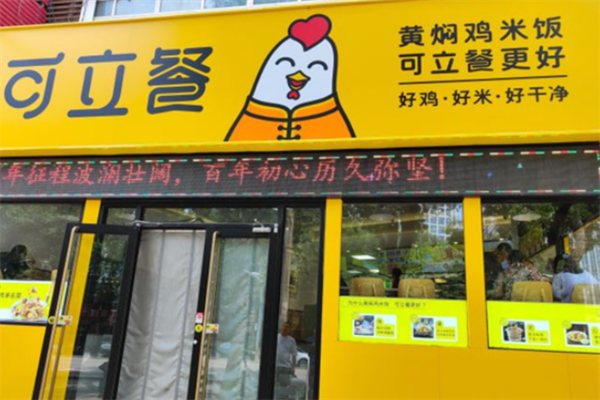 可立餐
黄焖鸡米饭
可立餐更好
好鸡·好米·好干净
年征程波澜壮阔，百年初心历久弥坚！